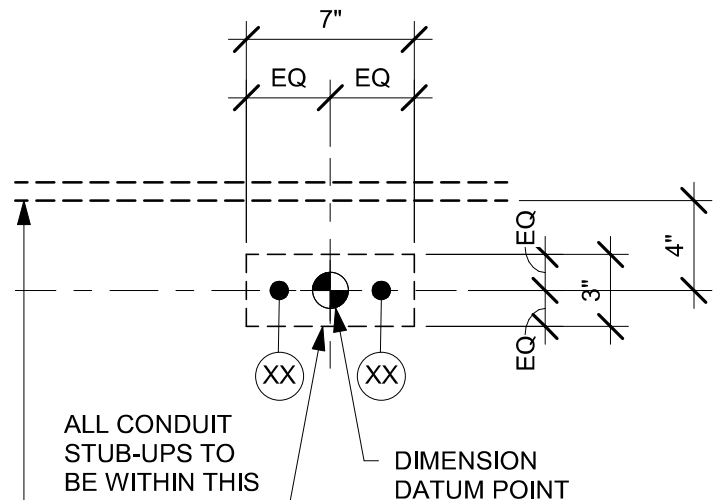 7"
EQ EQ
EQ
4"
3"
EQ
XX XX
ALL CONDUIT
STUB-UPS TO
BE WITHIN THIS
DIMENSION
DATUM POINT